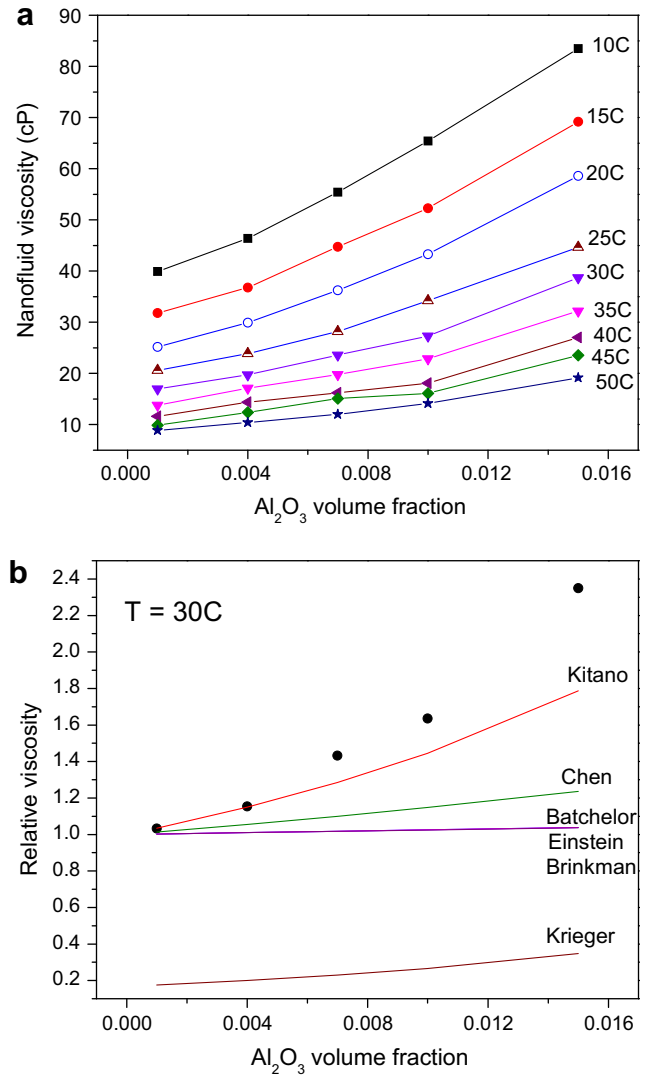 a
90
80
70
60
50
40
30
20
10
Nanofluid viscosity (cP)
10C
15C
20C
25C
30C
35C
40C
45C
50C
0.000
0.004
0.008
0.012
0.016
Al₂O₃ volume fraction
b
2.4
2.2
2.0
1.8
1.6
1.4
1.2
1.0
0.8
0.6
0.4
0.2
Relative viscosity
T = 30C
Kitano
Chen
Batchelor
Einstein
Brinkman
Krieger
0.000
0.004
0.008
0.012
0.016
Al₂O₃ volume fraction